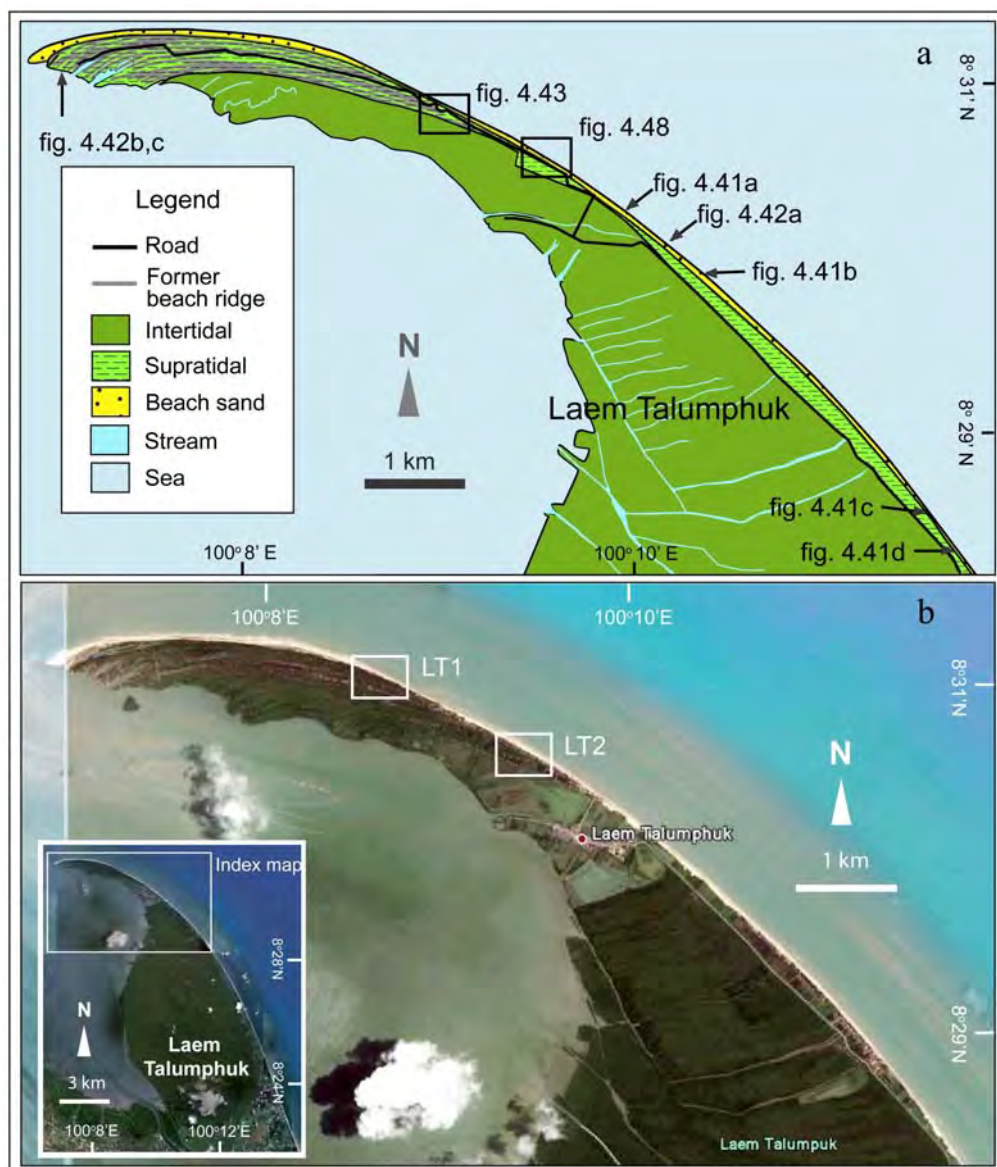 a
8° 31' N
fig. 4.43
fig. 4.48
fig. 4.42b,c
fig. 4.41a
fig. 4.42a
fig. 4.41b
Legend
Road
Former
beach ridge
Intertidal
Supratidal
Beach sand
Stream
Sea
N
1 km
Laem Talumphuk
8° 29' N
fig. 4.41c
fig. 4.41d
100° 8' E
100° 10' E
b
100°8'E
100°10'E
8°31'N
LT1
LT2
N
1 km
Laem Talumphuk
Index map
8°28'N
N
Laem
Talumphuk
3 km
8°24'N
100°8'E
100°12'E
8°29'N
Laem Talumpuk